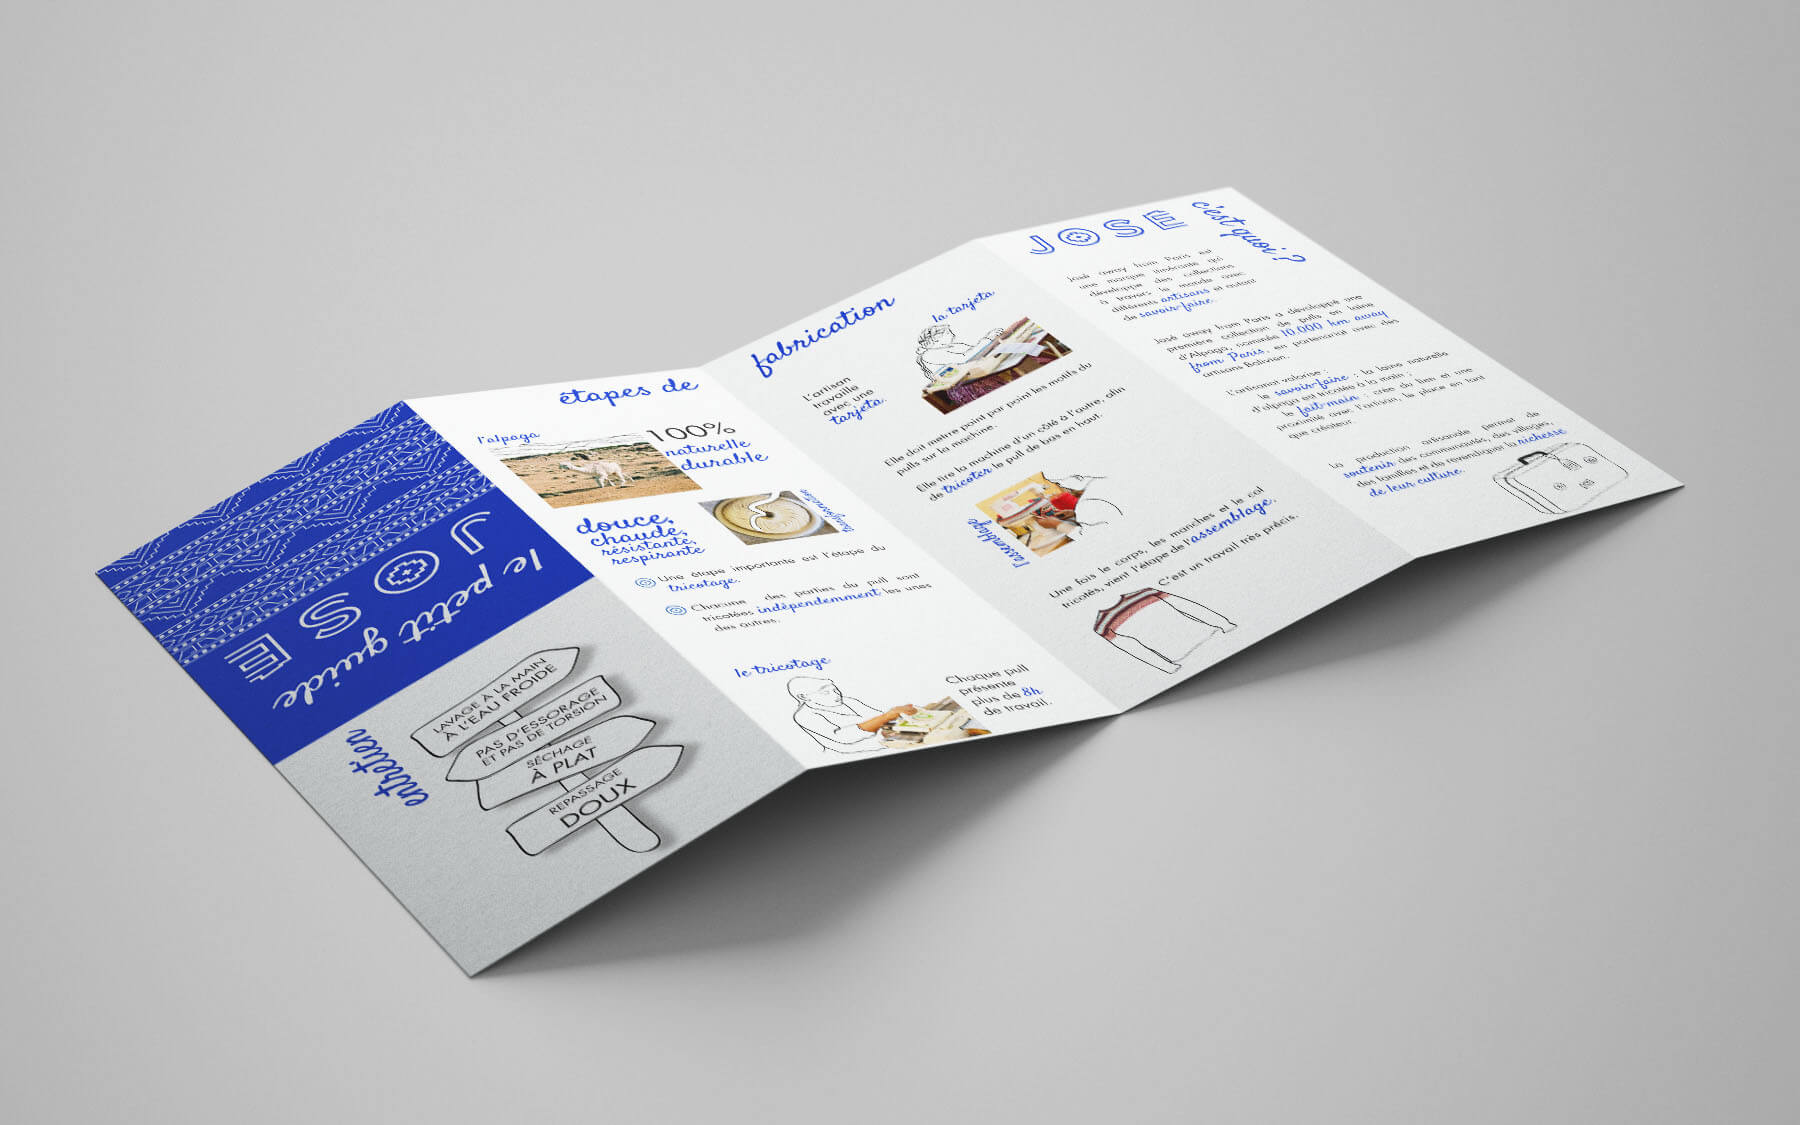 JOSE
le petit guide
entretien
LAVAGE À LA MAIN
À L'EAU FROIDE
PAS D'ESSORAGE
ET PAS DE TORSION
SÉCHAGE
À PLAT
REPASSAGE
DOUX
étapes de
l'alpaga
100%
naturelle
durable
transformation
douce,
chaude,
résistante,
respirante
Une étape importante est l'étape du
tricotage.
Chacune des parties du pull sont
tricotées indépendemment les unes
des autres.
le tricotage
Chaque pull
présente
plus de 8h
de travail.
fabrication
la tarjeta
L'artisan
travaille
avec une
tarjeta.
Elle doit metre point par point les motifs du
pulls sur la machine.
Elle tire la machine d'un côté à l'autre, afin
de tricoter le pull de bas en haut.
l'assemblage
Une fois le corps, les manches et le col
tricotés, vient l'étape de l'assemblage.
C'est un travail très précis.
JOSÉ
c'est quoi ?
José away from Paris est
une marque itinérante qui
développe des collections
à travers le monde avec
différents artisans et autant
de savoir-faire.
José away from Paris a développé une
première collection de pulls en laine
d'Alpaga, nommée 10.000 km away
from Paris, en partenariat avec des
artisans Bolivien.
L'artisanat valorise :
le savoir-faire : la laine naturelle
d'alpaga est tricotée à la main ;
le fait-main : crée du lien et une
proximité avec l'artisan, le place en tant
que créateur.
La production artisanale permet de
soutenir des communautés, des villages,
des familles et de revendiquer la richesse
de leur culture.